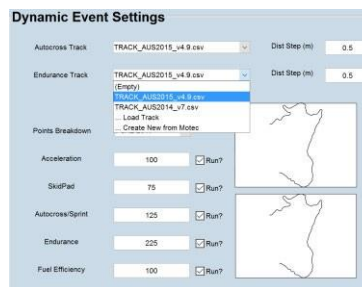 Dynamic Event Settings
Autocross Track TRACK_AUS2015_v4.9.csv Dist Step (m) 0.5
Endurance Track TRACK_AUS2015_v4.9.csv Dist Step (m) 0.5
(Empty)
TRACK_AUS2015_v4.9.csv
TRACK_AUS2014_v7.csv
... Load Track
... Create New from Motec
Points Breakdown
Acceleration 100 Run?
SkidPad 75 Run?
Autocross/Sprint 125 Run?
Endurance 225 Run?
Fuel Efficiency 100 Run?